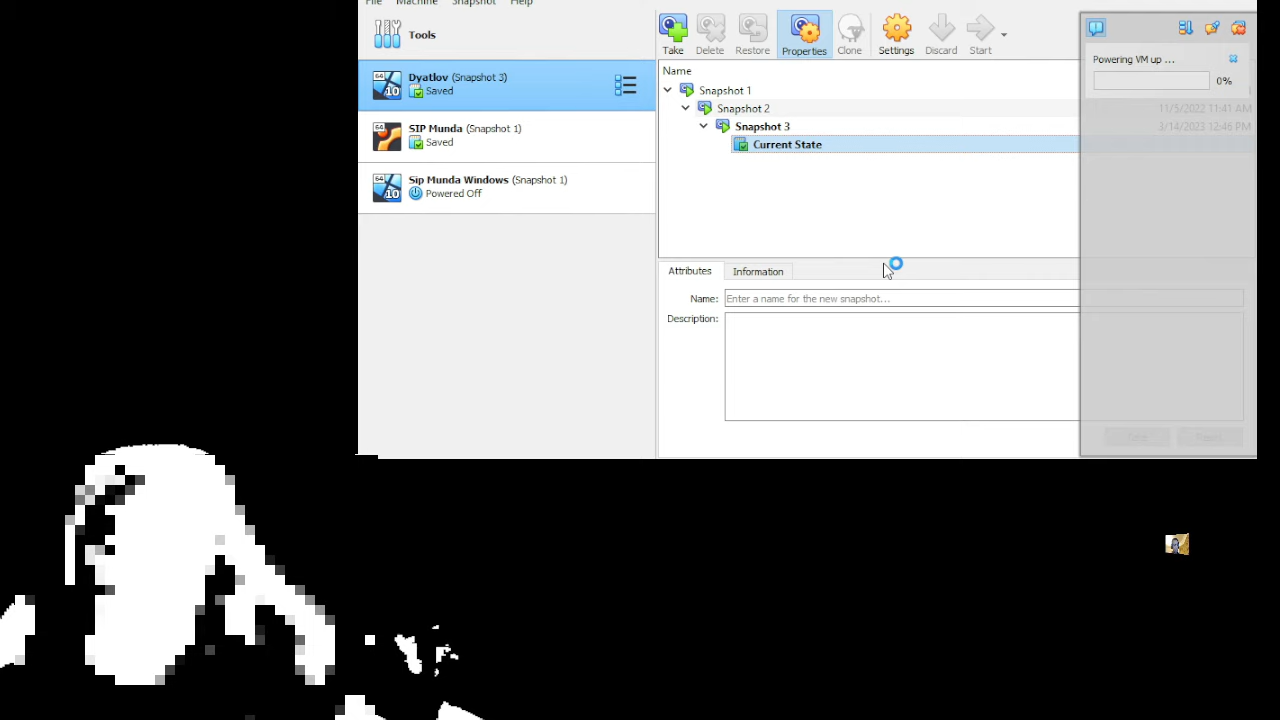 File Machine Snapshot Help
Tools
Take Delete Restore Properties Clone Settings Discard Start
Dyatlov (Snapshot 3)
Saved
SIP Munda (Snapshot 1)
Saved
Sip Munda Windows (Snapshot 1)
Powered Off
Name
Snapshot 1
Snapshot 2
11/5/2022 11:41 AM
Snapshot 3
3/14/2023 12:46 PM
Current State
Powering VM up ...
0%
Attributes Information
Name: Enter a name for the new snapshot...
Description: